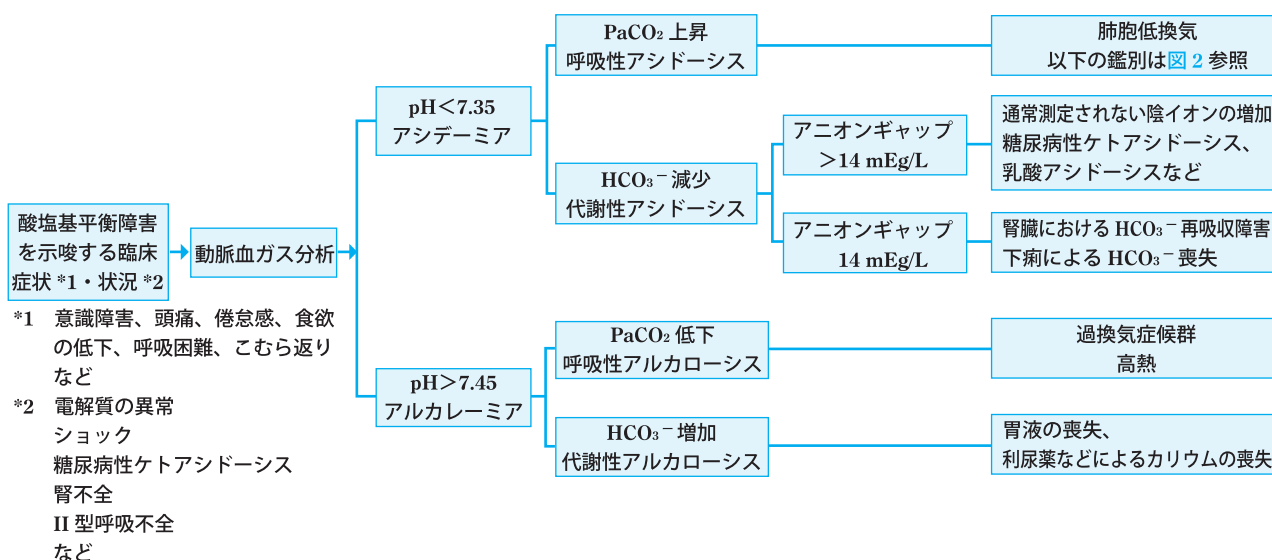 酸塩基平衡障害
を示唆する臨床
症状 *1・状況 *2
動脈血ガス分析
pH＜7.35
アシデーミア
PaCO₂ 上昇
呼吸性アシドーシス
肺胞低換気
以下の鑑別は図 2 参照
HCO₃⁻ 減少
代謝性アシドーシス
アニオンギャップ
>14 mEg/L
通常測定されない陰イオンの増加
糖尿病性ケトアシドーシス、
乳酸アシドーシスなど
アニオンギャップ
14 mEg/L
腎臓における HCO₃⁻ 再吸収障害
下痢による HCO₃⁻ 喪失
pH＞7.45
アルカレーミア
PaCO₂ 低下
呼吸性アルカローシス
過換気症候群
高熱
HCO₃⁻ 増加
代謝性アルカローシス
胃液の喪失、
利尿薬などによるカリウムの喪失
*1 意識障害、頭痛、倦怠感、食欲
の低下、呼吸困難、こむら返り
など
*2 電解質の異常
ショック
糖尿病性ケトアシドーシス
腎不全
II 型呼吸不全
など